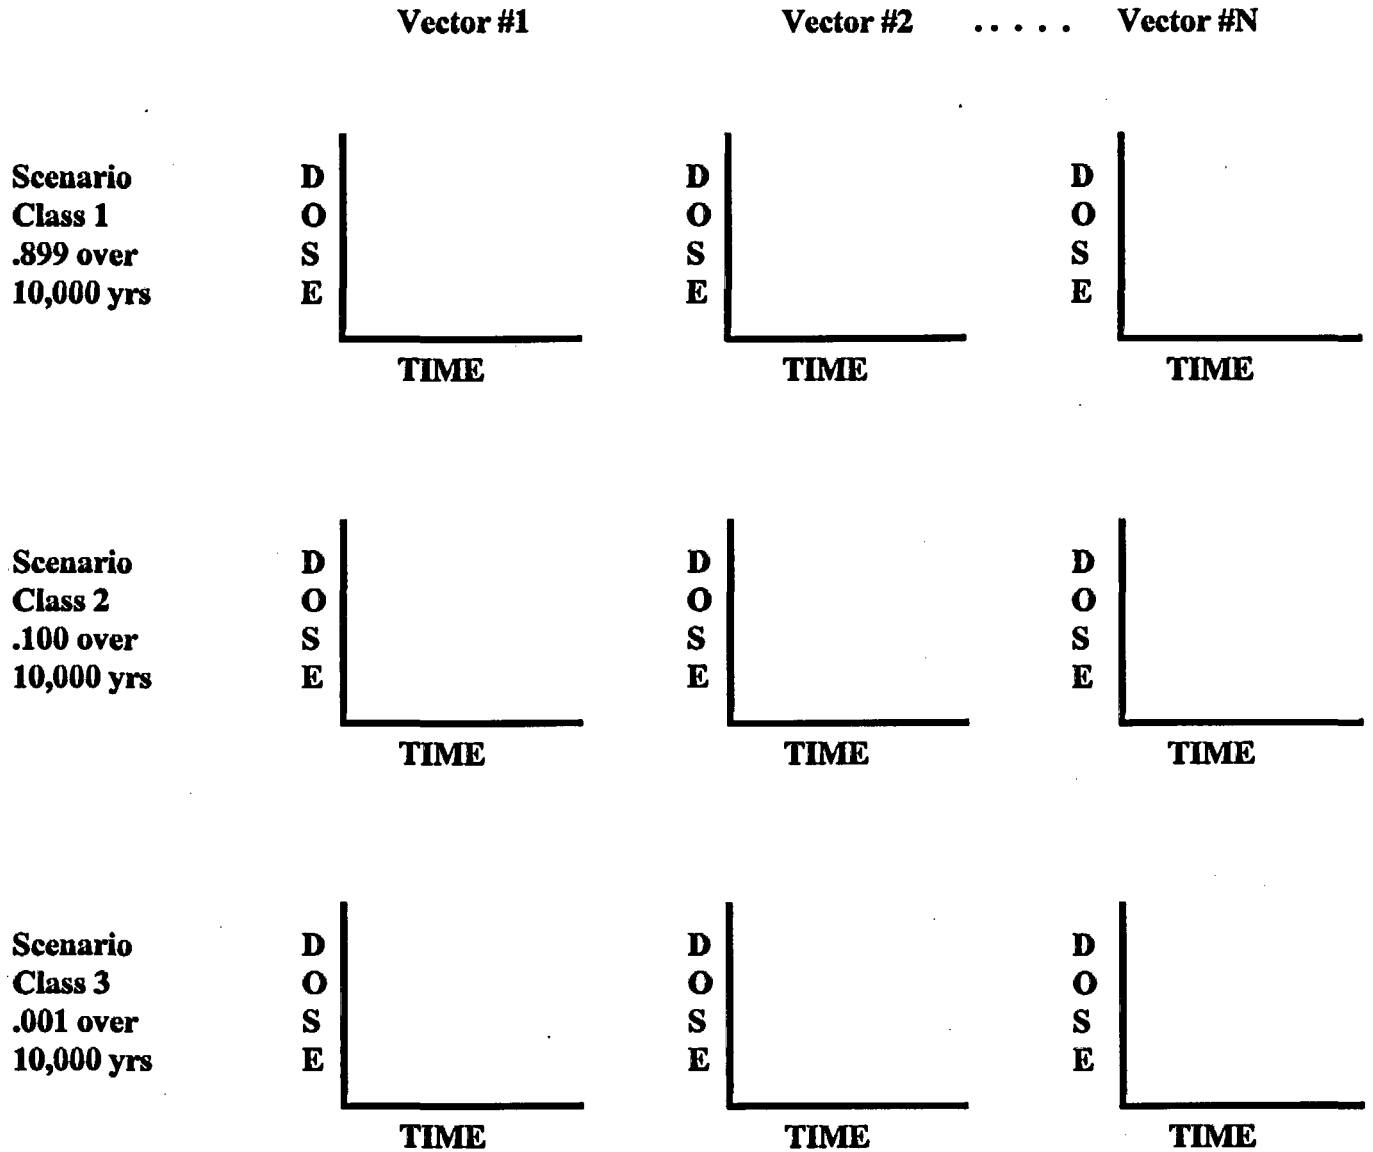 Vector #1 Vector #2 . . . . . Vector #N
Scenario
Class 1
.899 over
10,000 yrs
D
O
S
E
TIME
D
O
S
E
TIME
D
O
S
E
TIME
Scenario
Class 2
.100 over
10,000 yrs
D
O
S
E
TIME
D
O
S
E
TIME
D
O
S
E
TIME
Scenario
Class 3
.001 over
10,000 yrs
D
O
S
E
TIME
D
O
S
E
TIME
D
O
S
E
TIME